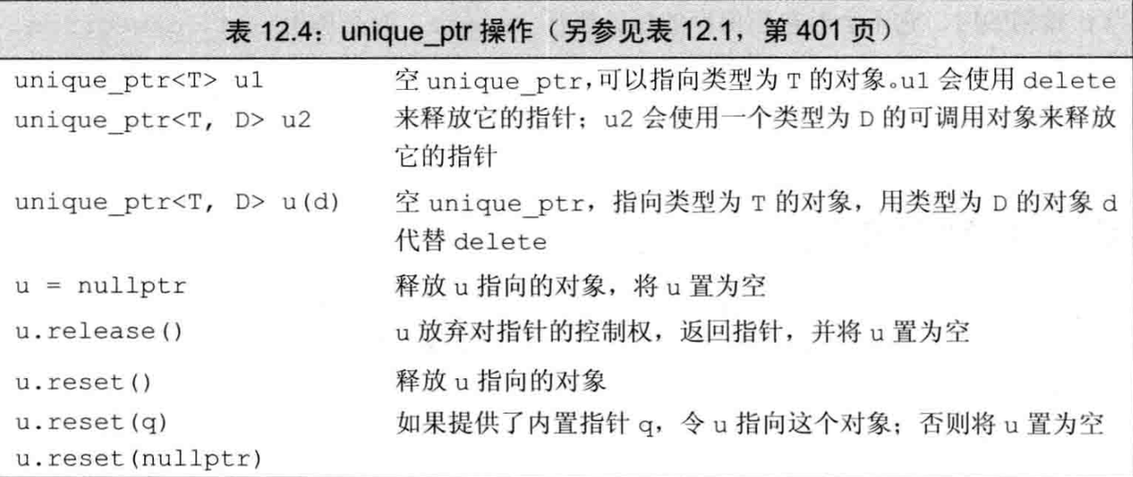 表 12.4：unique_ptr 操作（另参见表 12.1，第 401 页）
unique_ptr<T> u1 空 unique_ptr，可以指向类型为 T 的对象。u1 会使用 delete
unique_ptr<T, D> u2 来释放它的指针；u2 会使用一个类型为 D 的可调用对象来释放
它的指针
unique_ptr<T, D> u(d) 空 unique_ptr，指向类型为 T 的对象，用类型为 D 的对象 d
代替 delete
u = nullptr 释放 u 指向的对象，将 u 置为空
u.release() u 放弃对指针的控制权，返回指针，并将 u 置为空
u.reset() 释放 u 指向的对象
u.reset(q) 如果提供了内置指针 q，令 u 指向这个对象；否则将 u 置为空
u.reset(nullptr)